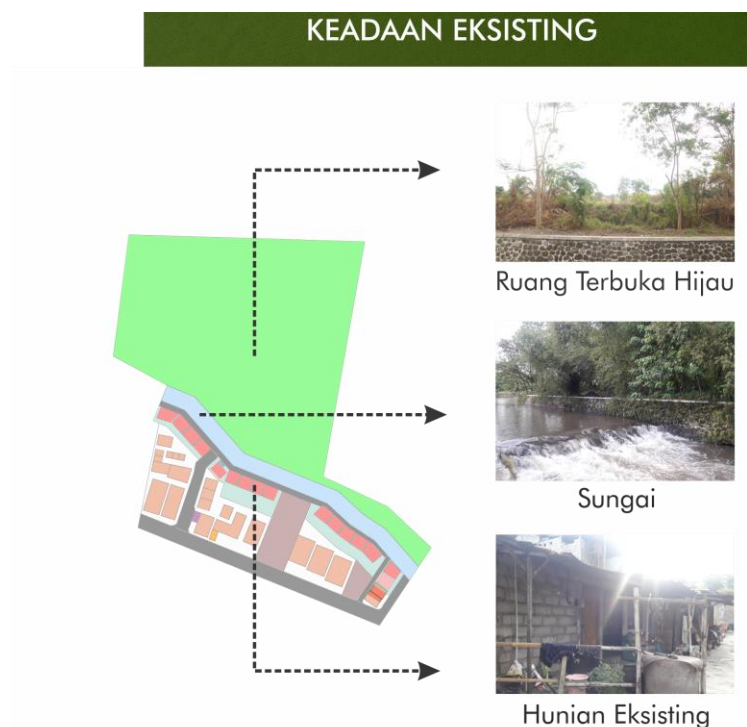 KEADAAN EKSISTING
Ruang Terbuka Hijau
Sungai
Hunian Eksisting